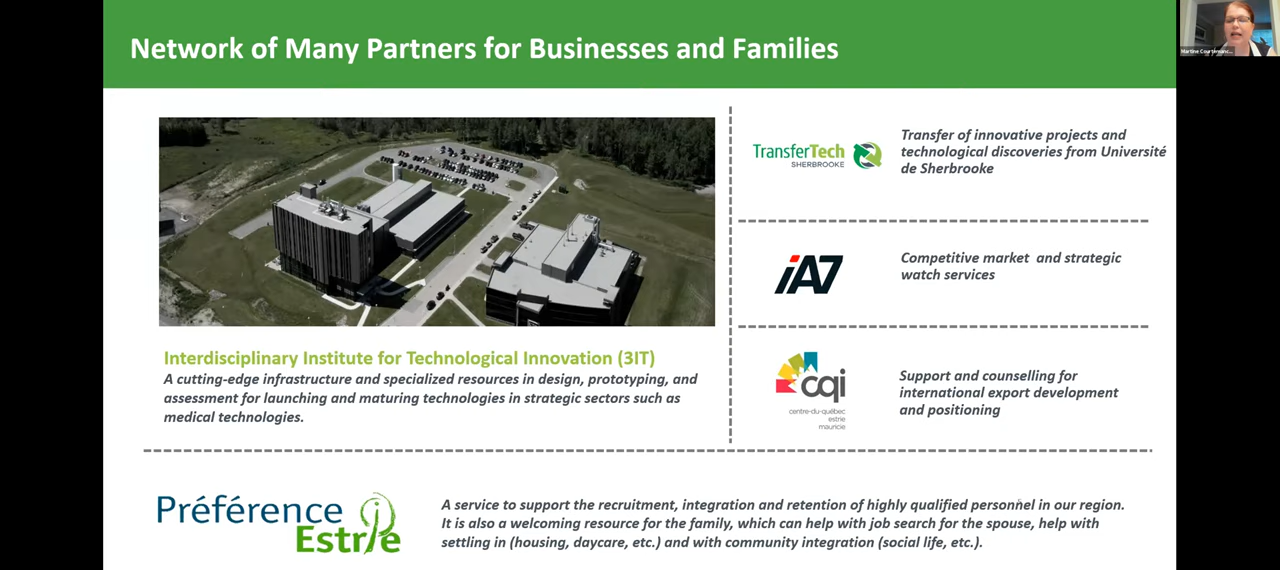 Network of Many Partners for Businesses and Families
Martine Courtemanc...
TransferTech
SHERBROOKE
Transfer of innovative projects and
technological discoveries from Université
de Sherbrooke
iA7
Competitive market and strategic
watch services
cqi
centre-du-québec
estrie
mauricie
Support and counselling for
international export development
and positioning
Interdisciplinary Institute for Technological Innovation (3IT)
A cutting-edge infrastructure and specialized resources in design, prototyping, and
assessment for launching and maturing technologies in strategic sectors such as
medical technologies.
Préférence
Estrie
A service to support the recruitment, integration and retention of highly qualified personnel in our region.
It is also a welcoming resource for the family, which can help with job search for the spouse, help with
settling in (housing, daycare, etc.) and with community integration (social life, etc.).